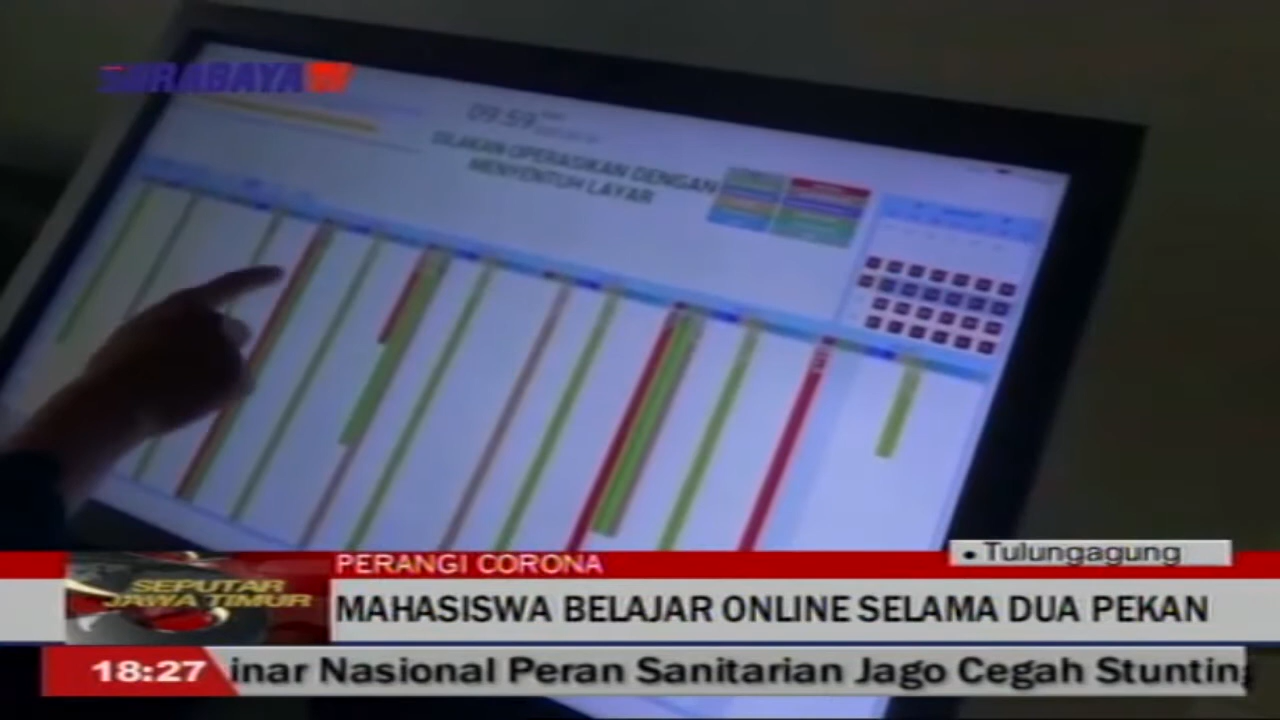 SURABAYA TV
09:59
SILAKAN OPERASIKAN DENGAN
MENYENTUH LAYAR
• Tulungagung
PERANGI CORONA
SEPUTAR
JAWA TIMUR
MAHASISWA BELAJAR ONLINE SELAMA DUA PEKAN
18:27
inar Nasional Peran Sanitarian Jago Cegah Stunting